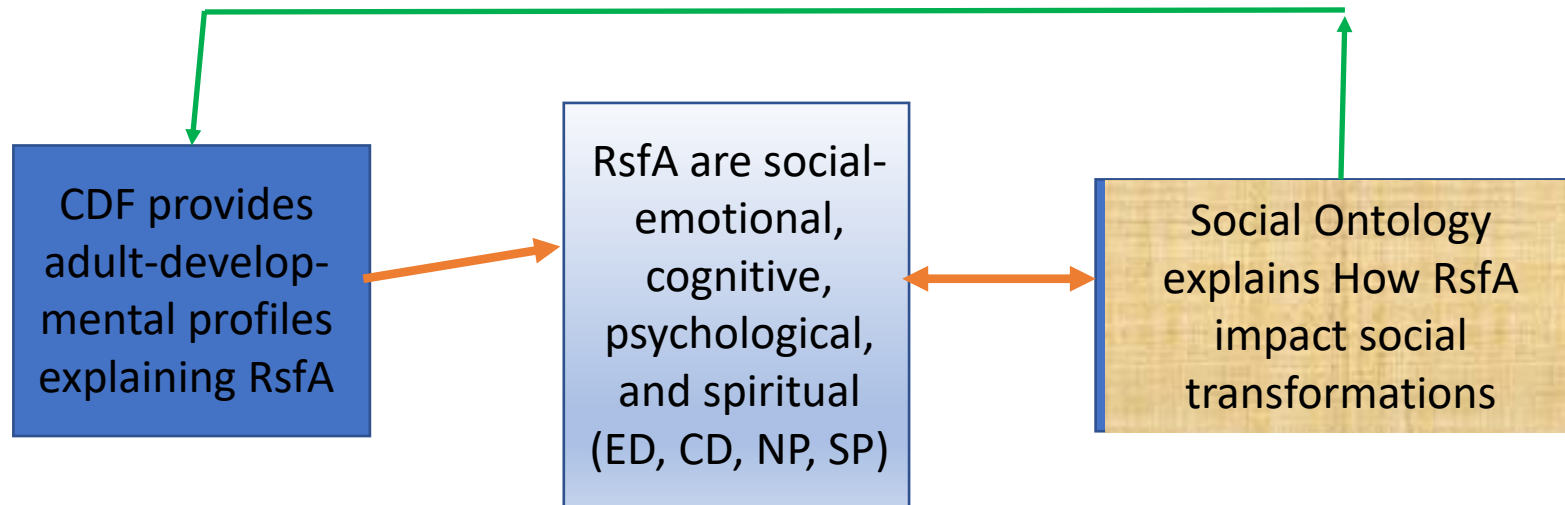 CDF provides
adult-develop-
mental profiles
explaining RsfA
RsfA are social-
emotional,
cognitive,
psychological,
and spiritual
(ED, CD, NP, SP)
Social Ontology
explains How RsfA
impact social
transformations